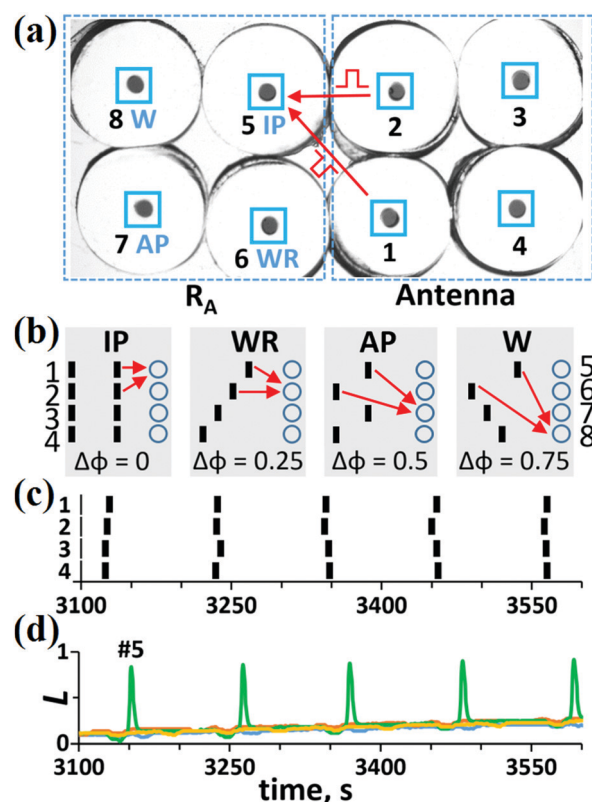 (a)
8 W
5 IP
2
3
7 AP
6 WR
1
4
R_A
Antenna
(b)
IP
WR
AP
W
1
2
3
4
5
6
7
8
Δϕ = 0
Δϕ = 0.25
Δϕ = 0.5
Δϕ = 0.75
(c)
1
2
3
4
3100
3250
3400
3550
(d)
1
#5
L
0
3100
3250
3400
3550
time, s